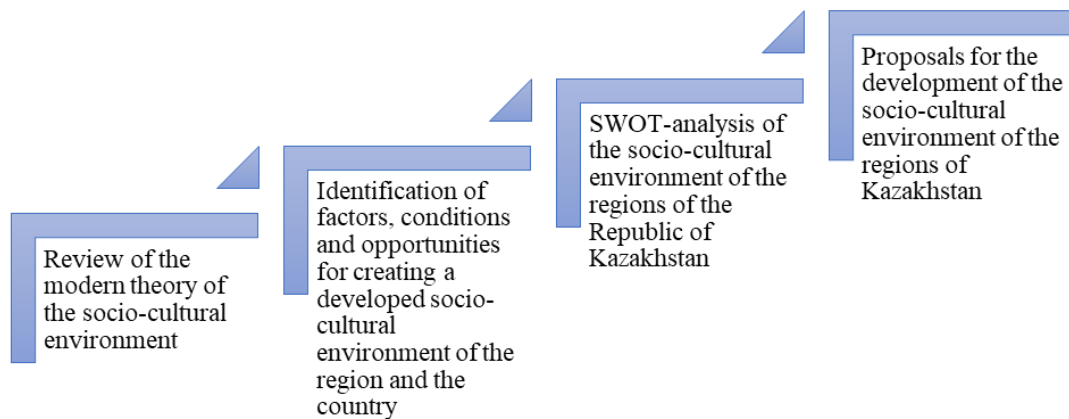 Review of the
modern theory of
the socio-cultural
environment
Identification of
factors, conditions
and opportunities
for creating a
developed socio-
cultural
environment of the
region and the
country
SWOT-analysis of
the socio-cultural
environment of the
regions of the
Republic of
Kazakhstan
Proposals for the
development of the
socio-cultural
environment of the
regions of
Kazakhstan